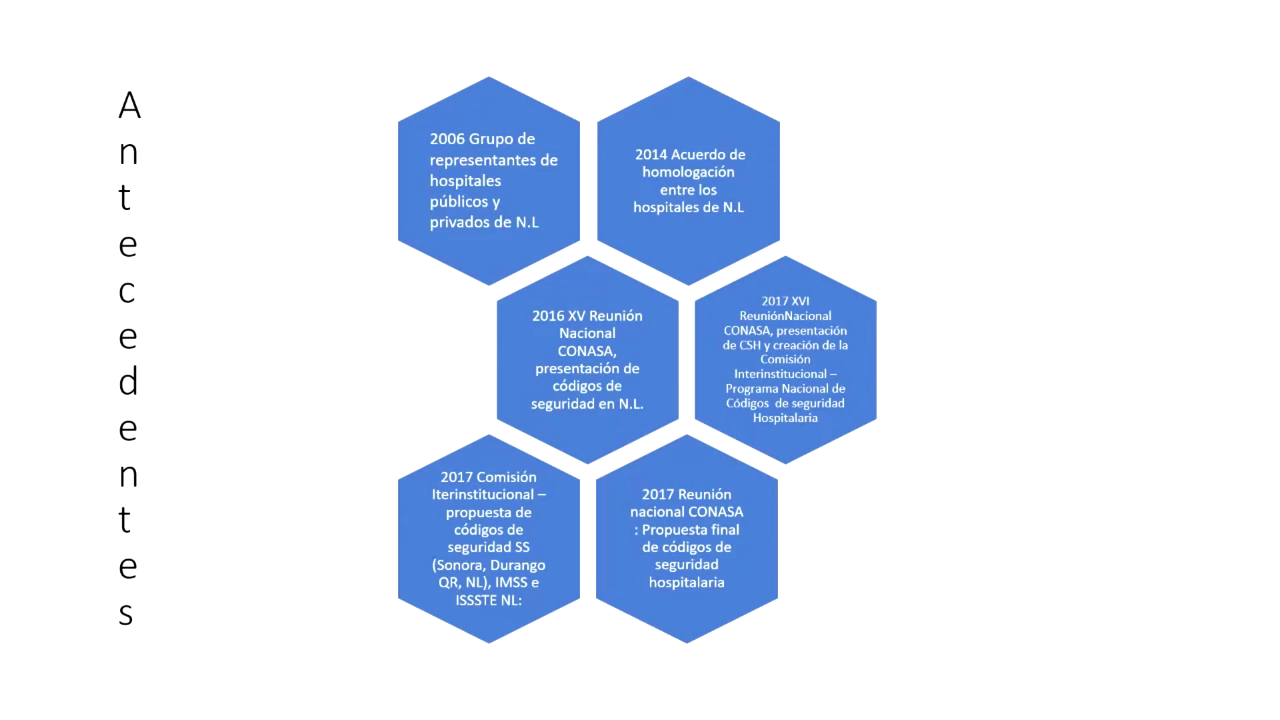 Antecedentes
2006 Grupo de
representantes de
hospitales
públicos y
privados de N.L
2014 Acuerdo de
homologación
entre los
hospitales de N.L
2016 XV Reunión
Nacional
CONASA,
presentación de
códigos de
seguridad en N.L.
2017 XVI
ReuniónNacional
CONASA, presentación
de CSH y creación de la
Comisión
Interinstitucional –
Programa Nacional de
Códigos de seguridad
Hospitalaria
2017 Comisión
Iterinstitucional –
propuesta de
códigos de
seguridad SS
(Sonora, Durango
QR, NL), IMSS e
ISSSTE NL:
2017 Reunión
nacional CONASA
: Propuesta final
de códigos de
seguridad
hospitalaria